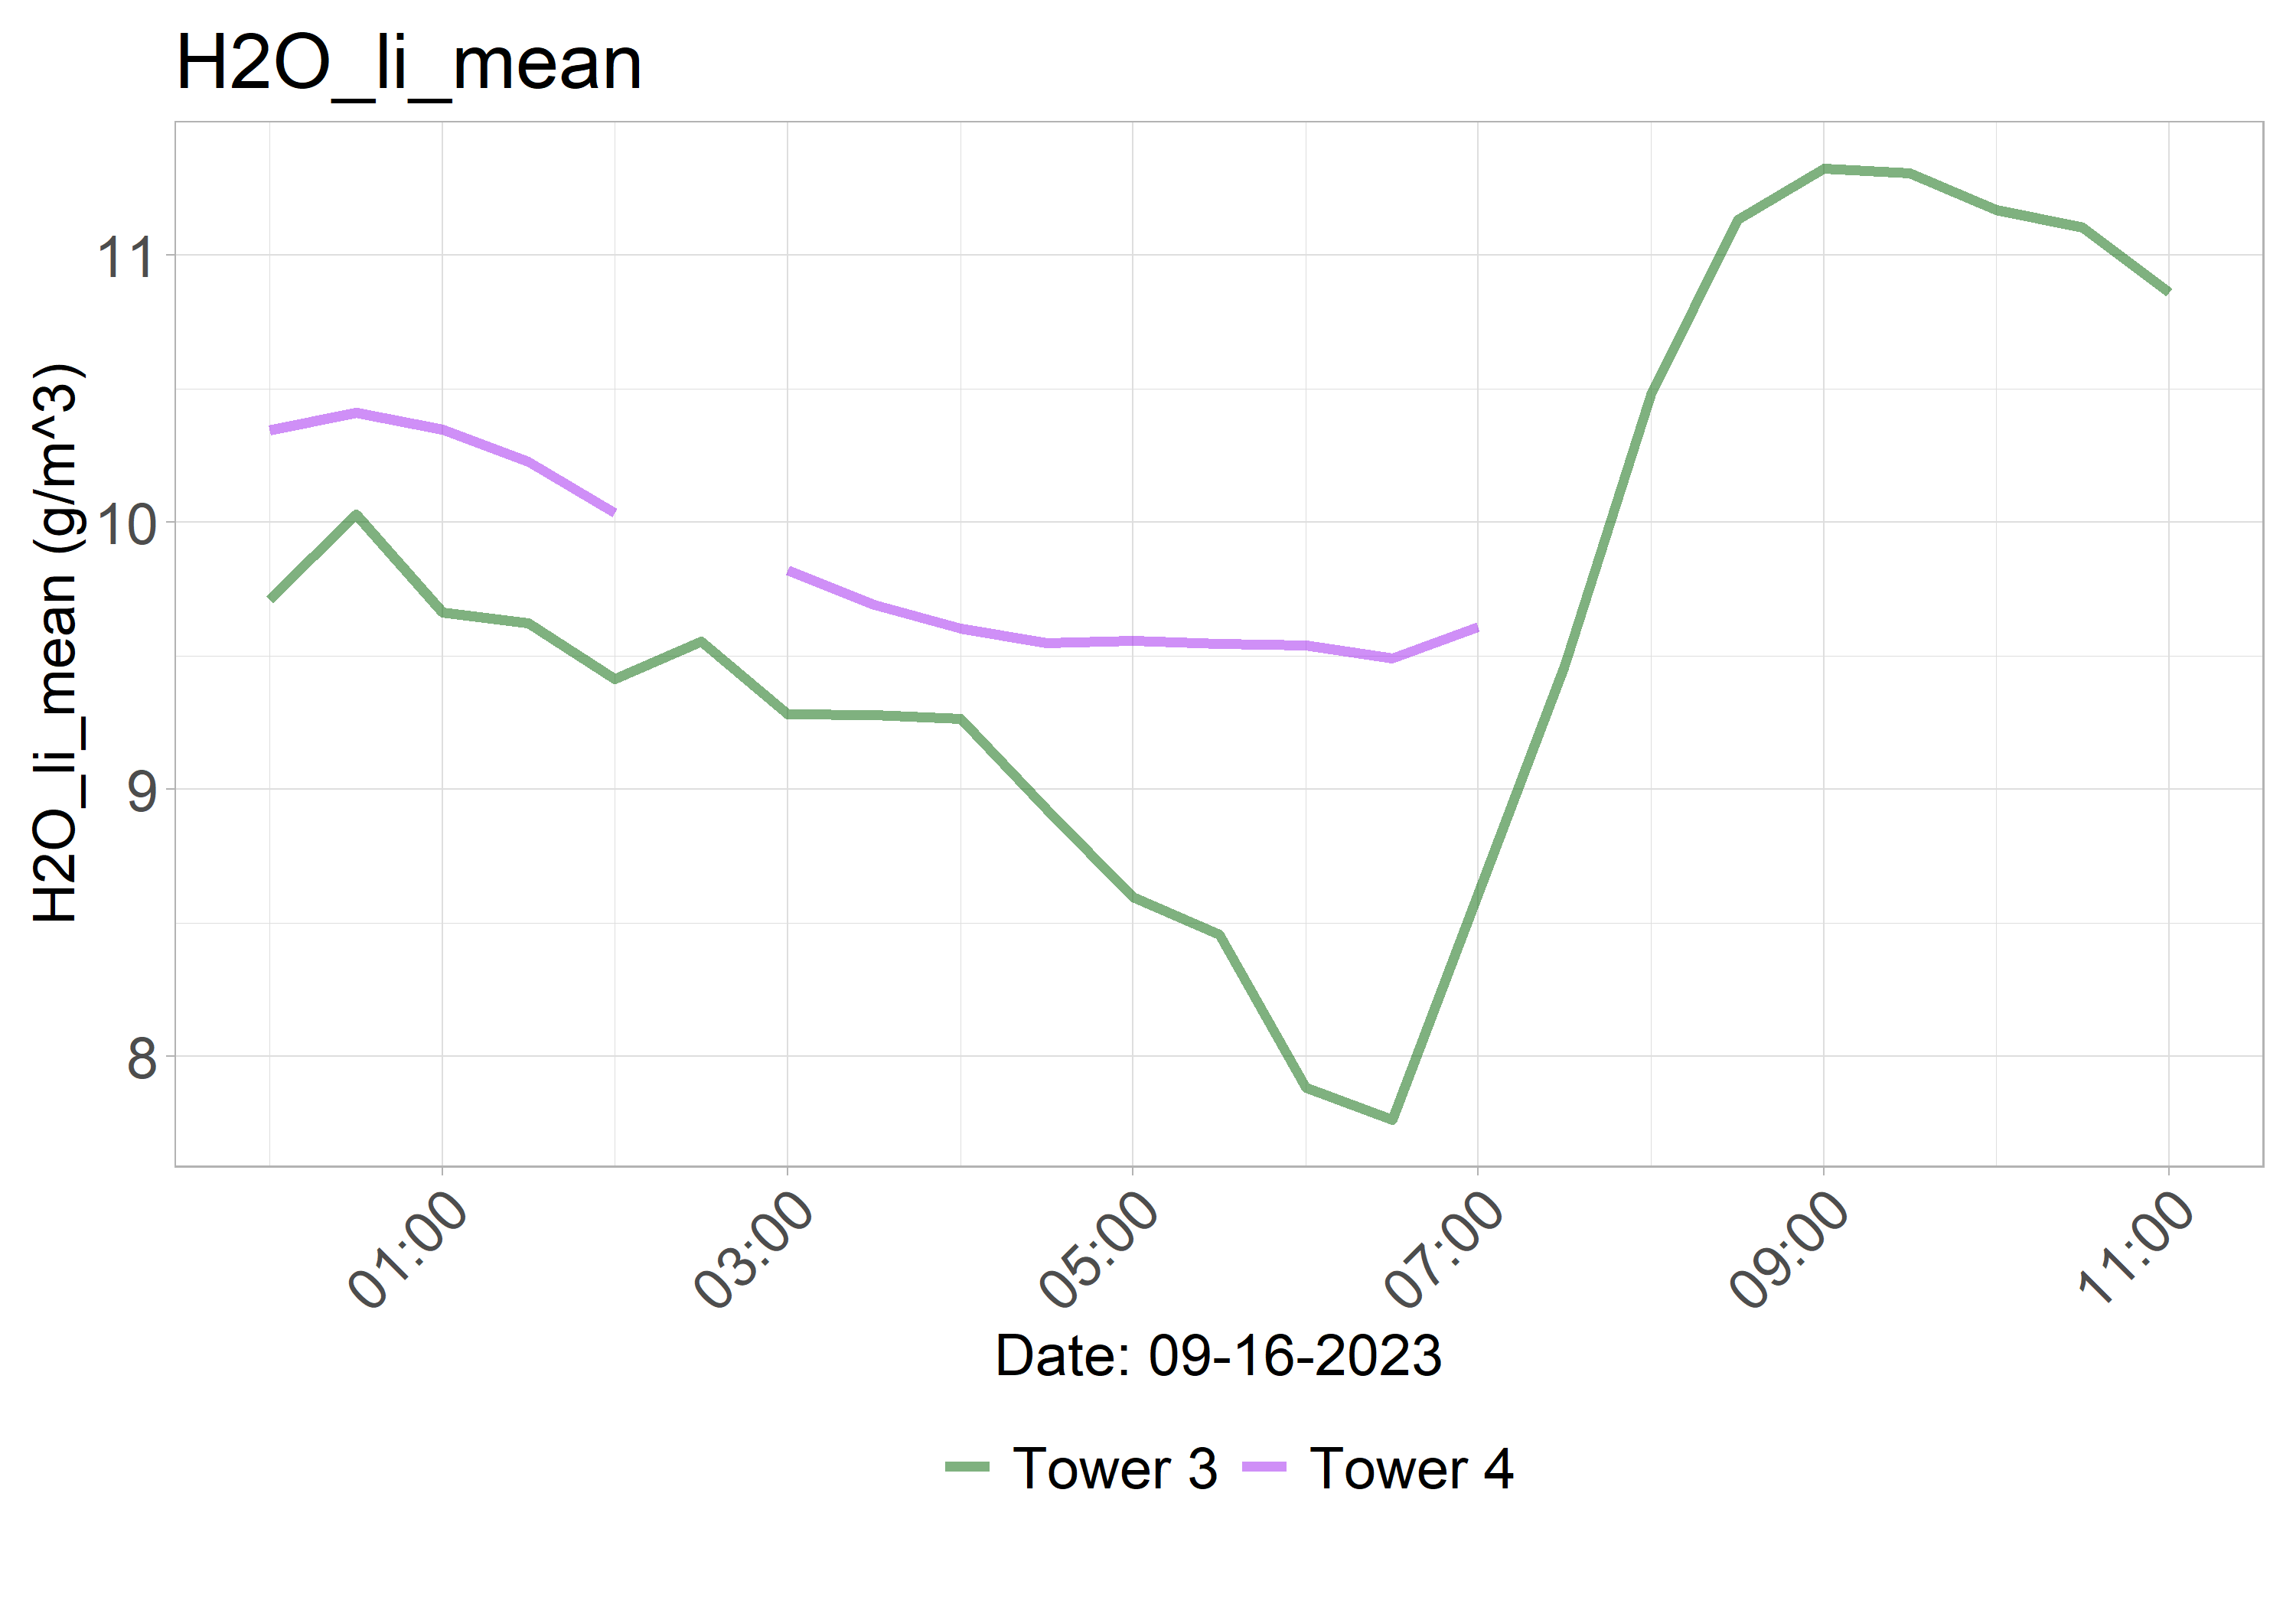 H2O_li_mean
H2O_li_mean (g/m^3)
11
10
9
8
01:00 03:00 05:00 07:00 09:00 11:00
Date: 09-16-2023
Tower 3 Tower 4